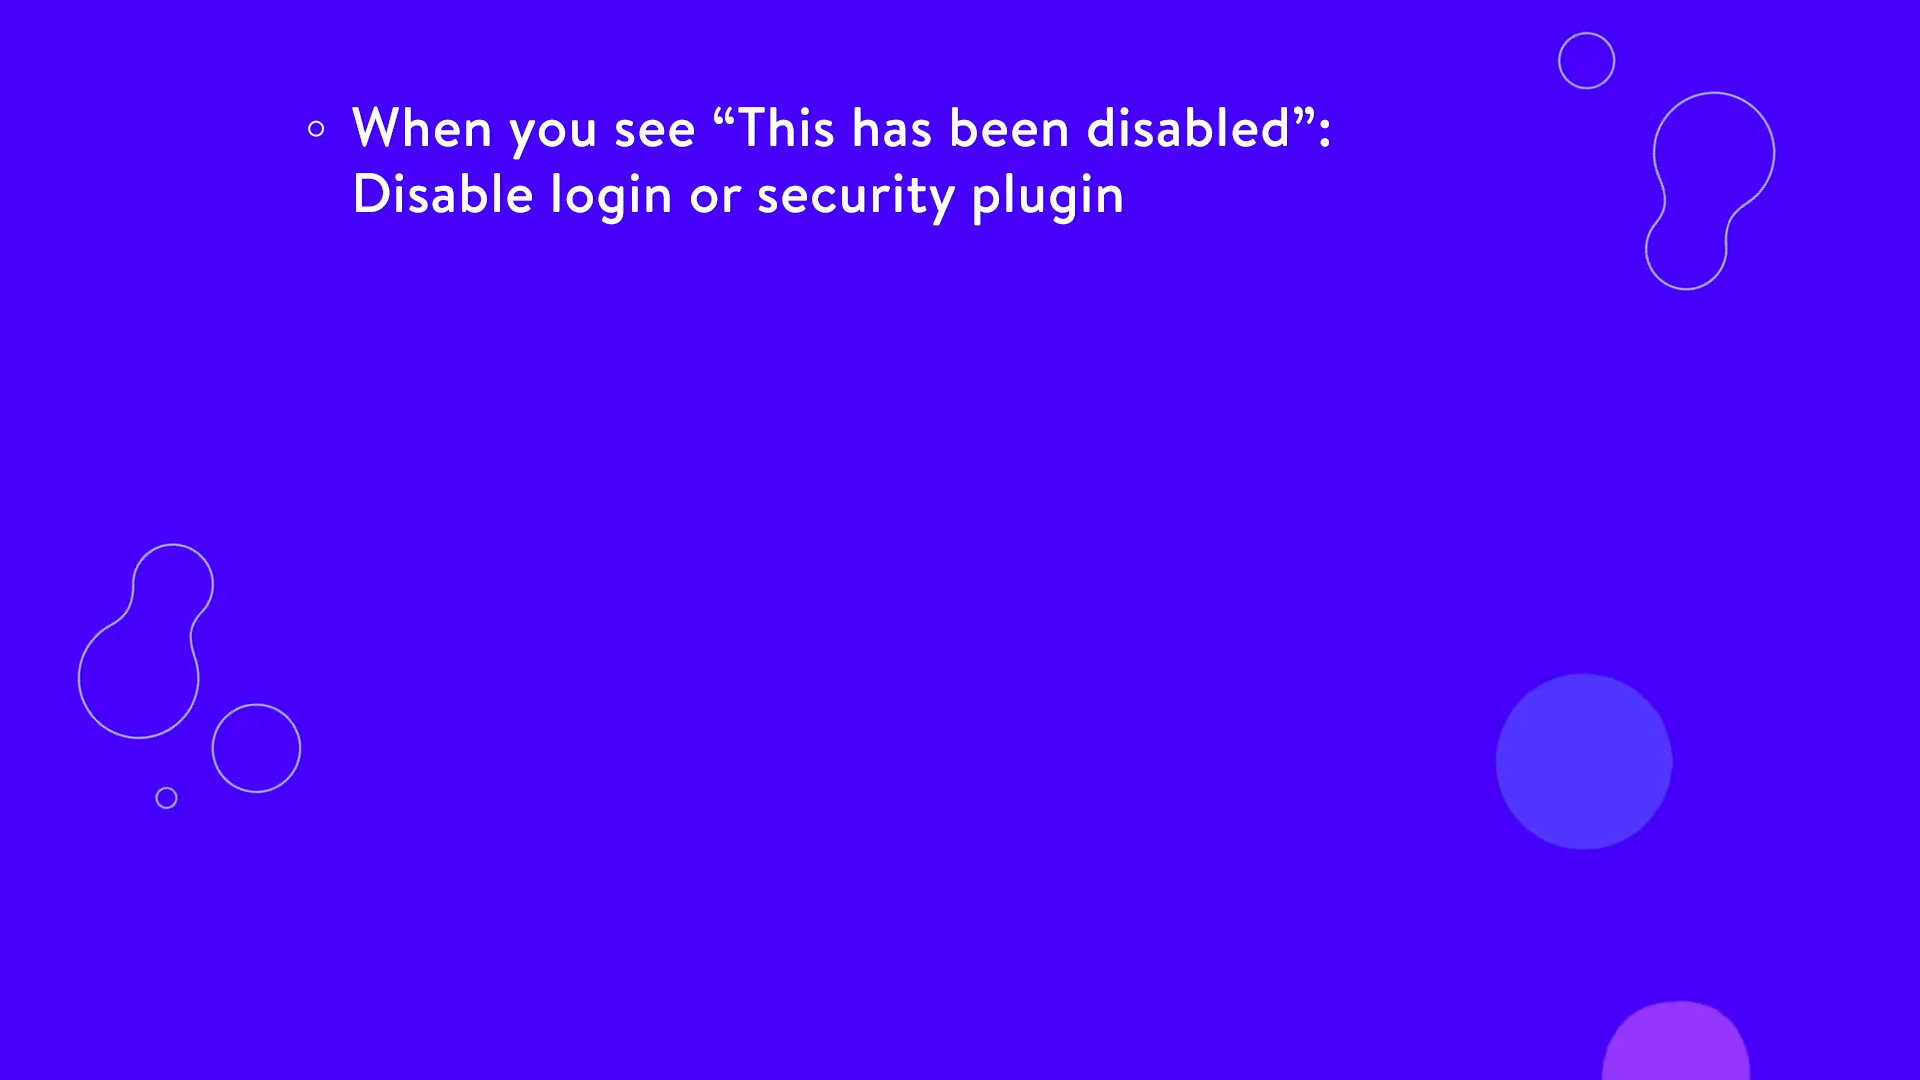 When you see “This has been disabled”:
Disable login or security plugin